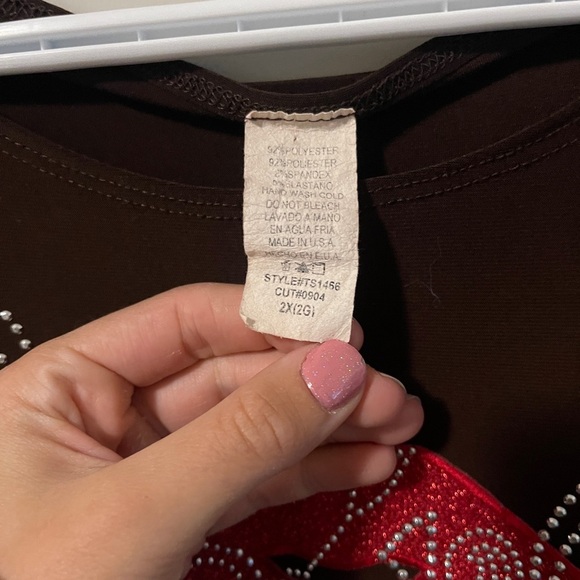 92%POLYESTER
92%POLIESTER
8%SPANDEX
8%ELASTANO
HAND WASH COLD
DO NOT BLEACH
LAVADO A MANO
EN AGUA FRIA
MADE IN U.S.A.
HECHO EN E.U.A.
STYLE#TS1466
CUT#0904
2X(2G)